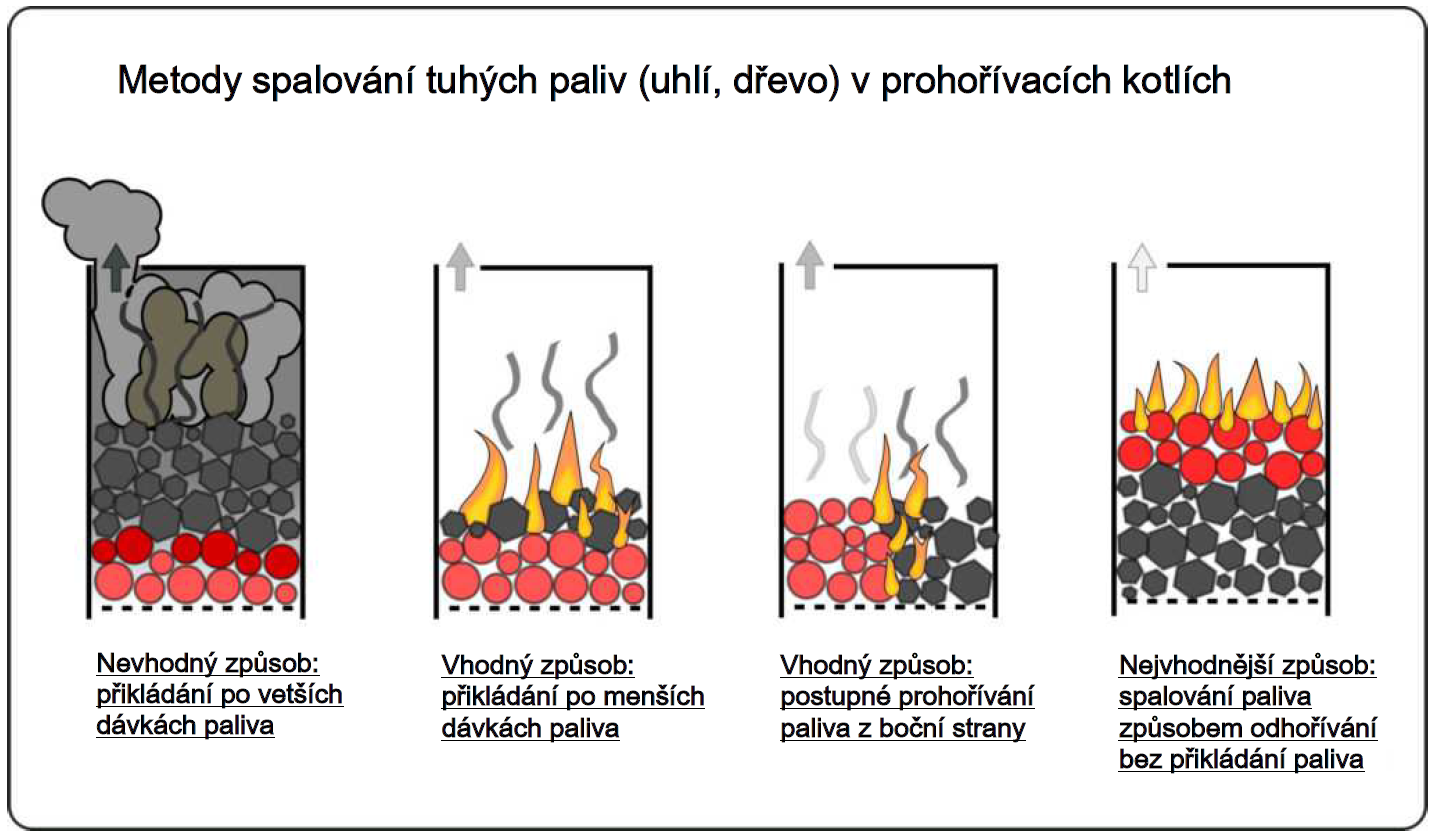 Metody spalování tuhých paliv (uhlí, dřevo) v prohořívacích kotlích
Nevhodný způsob:
přikládání po vetších
dávkách paliva
Vhodný způsob:
přikládání po menších
dávkách paliva
Vhodný způsob:
postupné prohořívání
paliva z boční strany
Nejvhodnější způsob:
spalování paliva
způsobem odhořívání
bez přikládání paliva